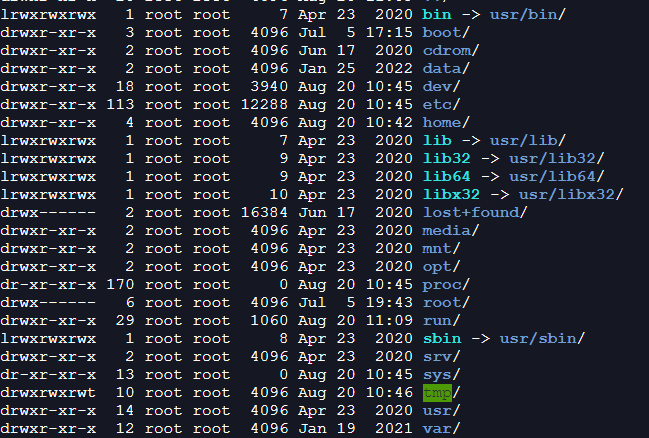 lrwxrwxrwx   1 root root     7 Apr 23  2020 bin -> usr/bin/
drwxr-xr-x   3 root root  4096 Jul  5 17:15 boot/
drwxr-xr-x   2 root root  4096 Jun 17  2020 cdrom/
drwxr-xr-x   2 root root  4096 Jan 25  2022 data/
drwxr-xr-x  18 root root  3940 Aug 20 10:45 dev/
drwxr-xr-x 113 root root 12288 Aug 20 10:45 etc/
drwxr-xr-x   4 root root  4096 Aug 20 10:42 home/
lrwxrwxrwx   1 root root     7 Apr 23  2020 lib -> usr/lib/
lrwxrwxrwx   1 root root     9 Apr 23  2020 lib32 -> usr/lib32/
lrwxrwxrwx   1 root root     9 Apr 23  2020 lib64 -> usr/lib64/
lrwxrwxrwx   1 root root    10 Apr 23  2020 libx32 -> usr/libx32/
drwx------   2 root root 16384 Jun 17  2020 lost+found/
drwxr-xr-x   2 root root  4096 Apr 23  2020 media/
drwxr-xr-x   2 root root  4096 Apr 23  2020 mnt/
drwxr-xr-x   2 root root  4096 Apr 23  2020 opt/
dr-xr-xr-x 170 root root     0 Aug 20 10:45 proc/
drwx------   6 root root  4096 Jul  5 19:43 root/
drwxr-xr-x  29 root root  1060 Aug 20 11:09 run/
lrwxrwxrwx   1 root root     8 Apr 23  2020 sbin -> usr/sbin/
drwxr-xr-x   2 root root  4096 Apr 23  2020 srv/
dr-xr-xr-x  13 root root     0 Aug 20 10:45 sys/
drwxrwxrwt  10 root root  4096 Aug 20 10:46 tmp/
drwxr-xr-x  14 root root  4096 Apr 23  2020 usr/
drwxr-xr-x  12 root root  4096 Jan 19  2021 var/